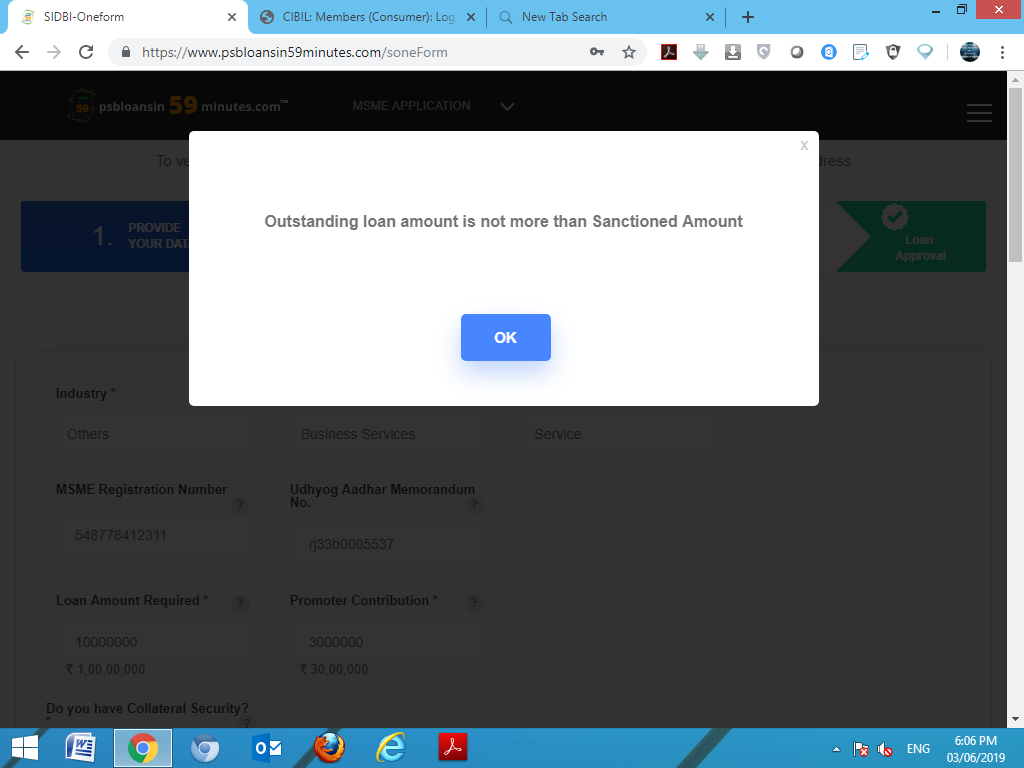 SIDBI-Oneform
CIBIL: Members (Consumer): Log
New Tab Search
https://www.psbloansin59minutes.com/soneForm
psbloansin 59 minutes.com™
MSME APPLICATION
X
To ve
dress
Outstanding loan amount is not more than Sanctioned Amount
1. PROVIDE
YOUR DAT
Loan
Approval
OK
Industry *
Others
Business Services
Service
MSME Registration Number
?
Udhyog Aadhar Memorandum
No.
?
548778412311
rj33b0005537
Loan Amount Required *
?
Promoter Contribution *
?
10000000
3000000
₹ 1,00,00,000
₹ 30,00,000
Do you have Collateral Security?
*
?
ENG
6:06 PM
03/06/2019